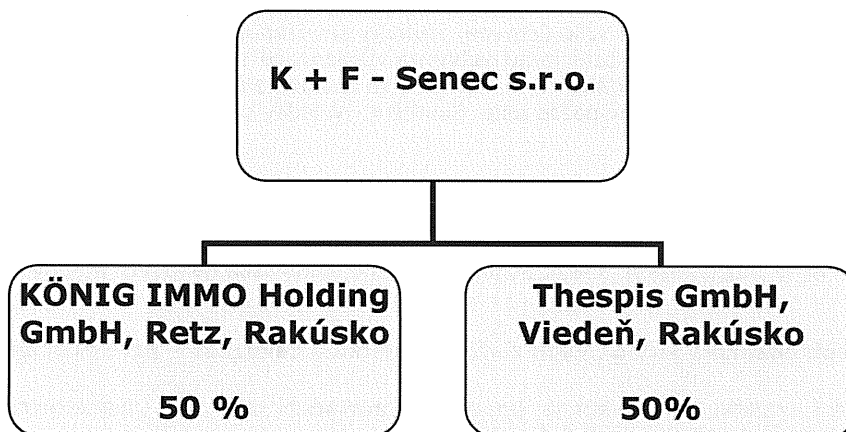 K + F - Senec s.r.o.
KÖNIG IMMO Holding
GmbH, Retz, Rakúsko
50 %
Thespis GmbH,
Viedeň, Rakúsko
50%